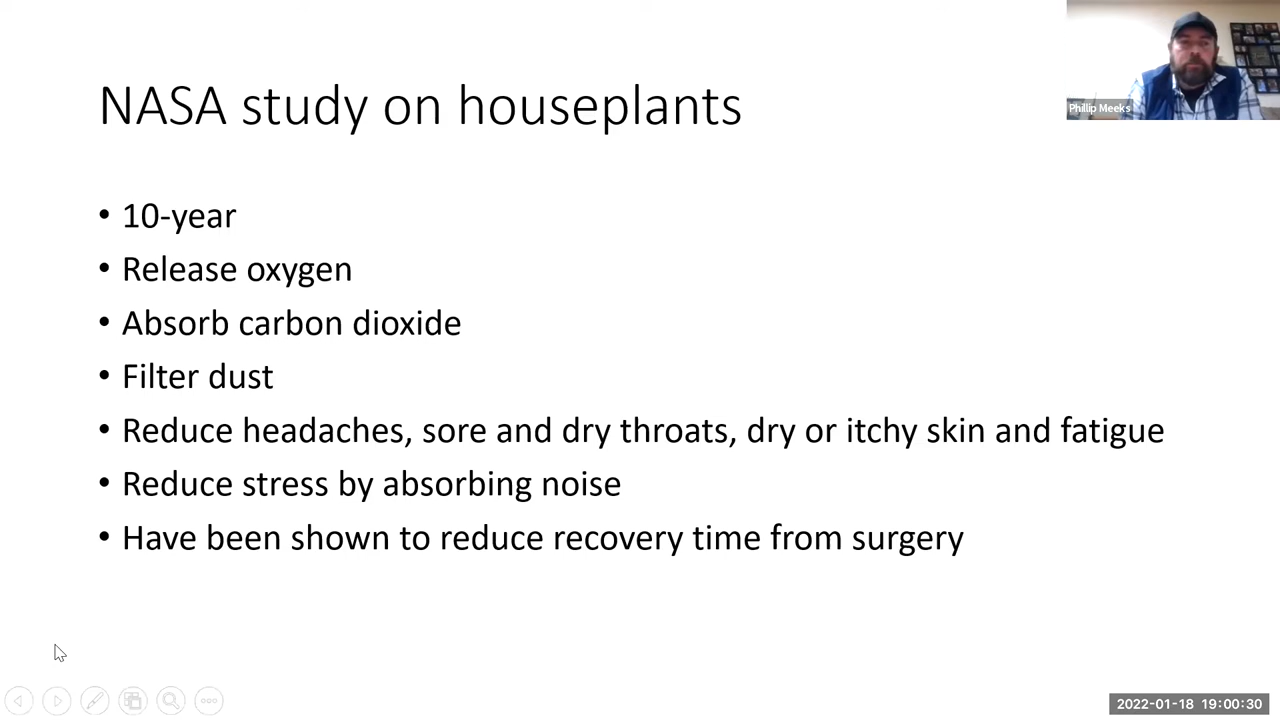 NASA study on houseplants
Phillip Meeks
• 10-year
• Release oxygen
• Absorb carbon dioxide
• Filter dust
• Reduce headaches, sore and dry throats, dry or itchy skin and fatigue
• Reduce stress by absorbing noise
• Have been shown to reduce recovery time from surgery
2022-01-18 19:00:30